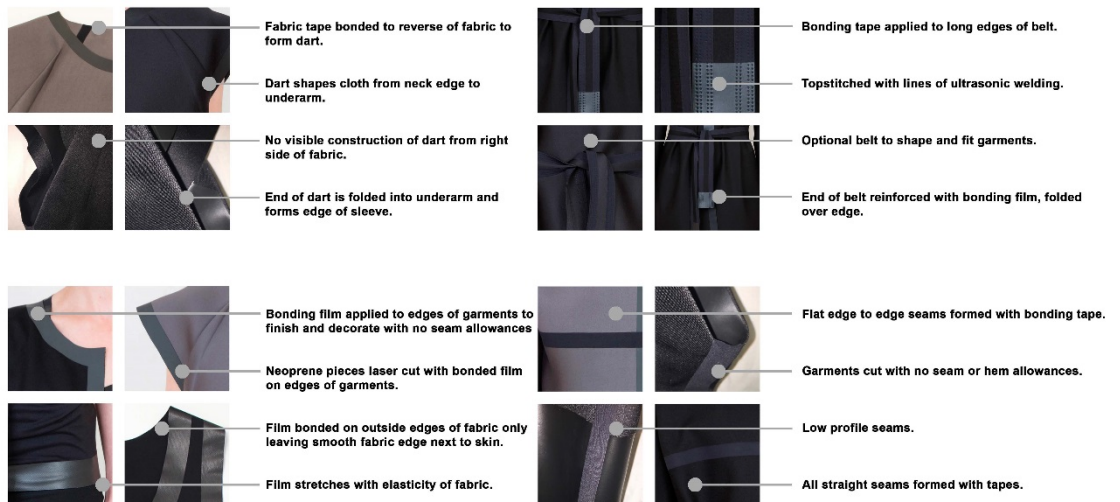 Fabric tape bonded to reverse of fabric to
form dart.
Dart shapes cloth from neck edge to
underarm.
No visible construction of dart from right
side of fabric.
End of dart is folded into underarm and
forms edge of sleeve.
Bonding tape applied to long edges of belt.
Topstitched with lines of ultrasonic welding.
Optional belt to shape and fit garments.
End of belt reinforced with bonding film, folded
over edge.
Bonding film applied to edges of garments to
finish and decorate with no seam allowances
Neoprene pieces laser cut with bonded film
on edges of garments.
Film bonded on outside edges of fabric only
leaving smooth fabric edge next to skin.
Film stretches with elasticity of fabric.
Flat edge to edge seams formed with bonding tape.
Garments cut with no seam or hem allowances.
Low profile seams.
All straight seams formed with tapes.